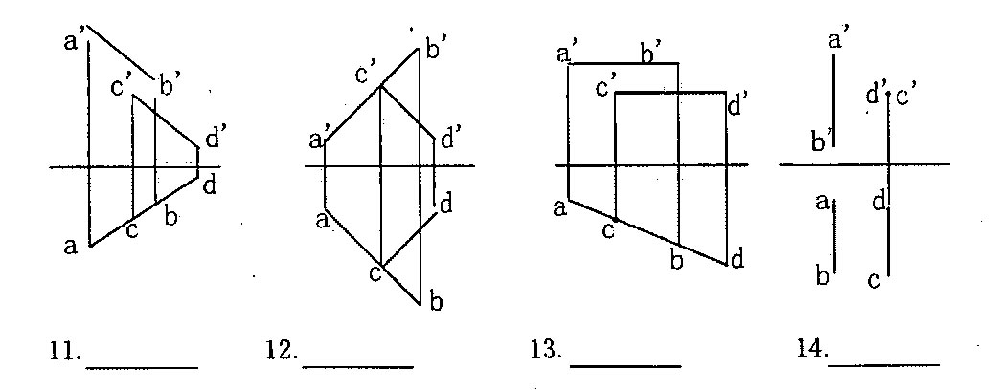 a' b' c' d' d a c b
b' c' a' d' a d c b
a' b' c' d' a c b d
a' d' c' b' a d b c
11. 12. 13. 14.